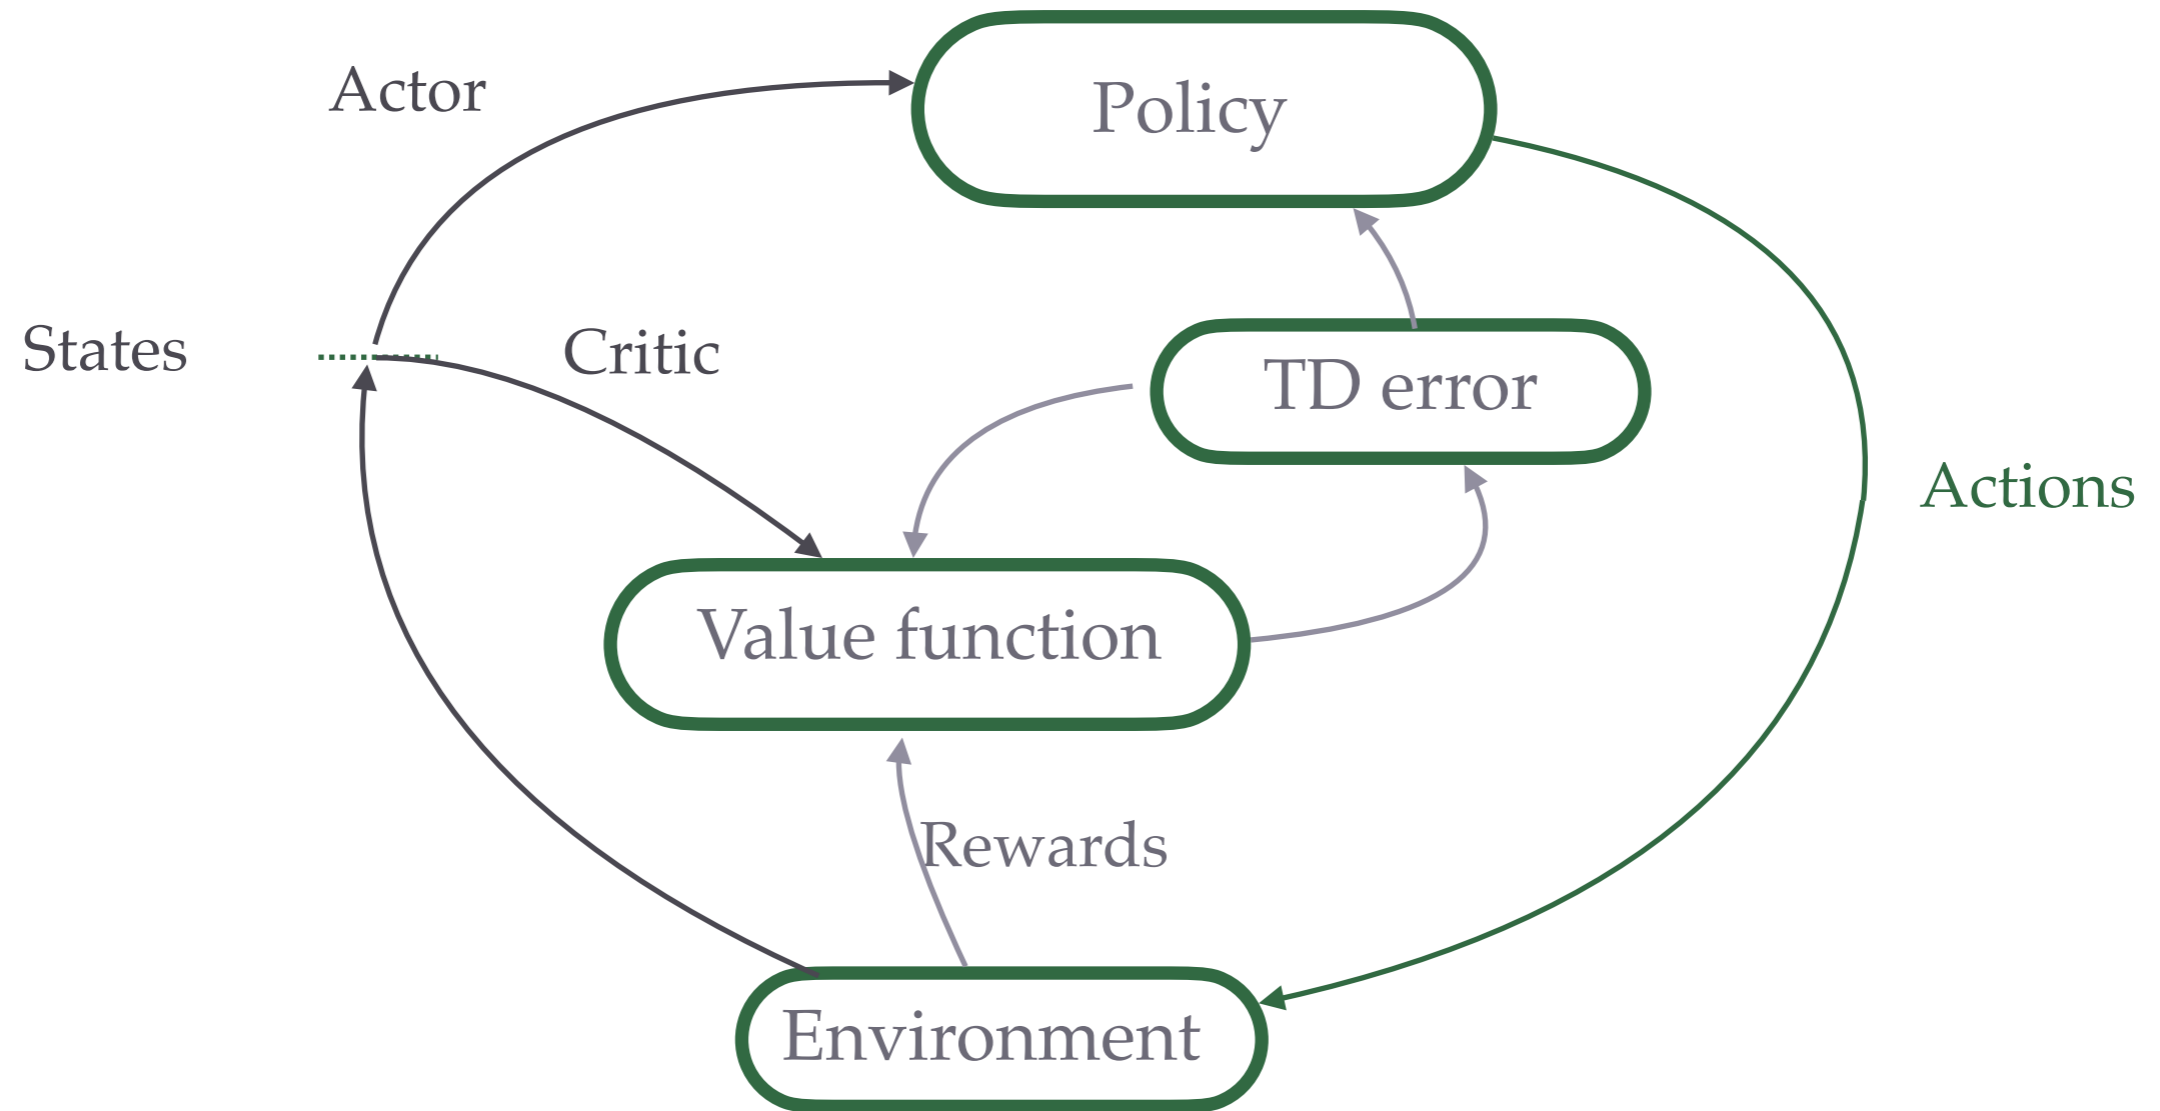 Actor
Policy
States
Critic
TD error
Actions
Value function
Rewards
Environment